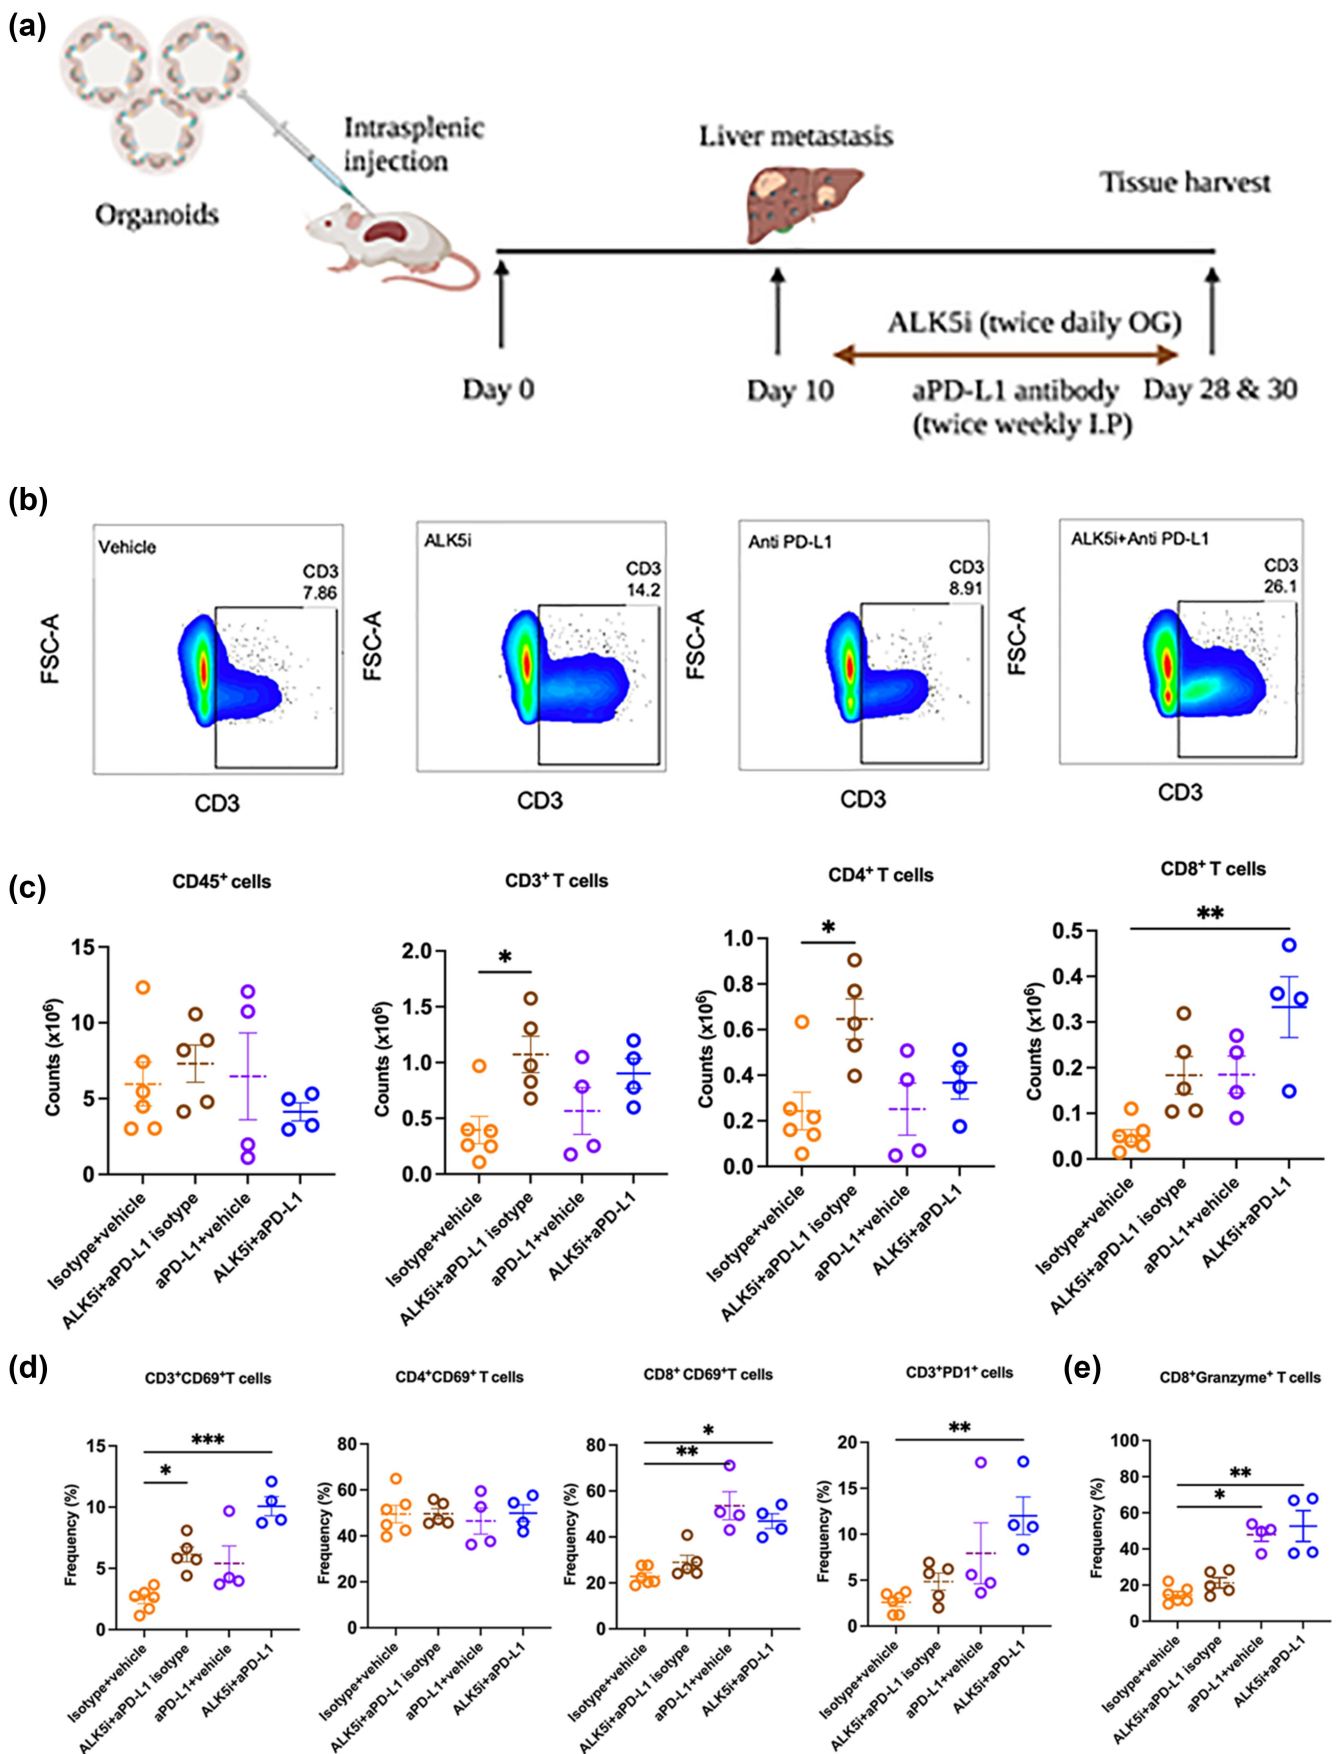 (a)
Organoids
Intrasplenic
injection
Liver metastasis
Tissue harvest
ALK5i (twice daily OG)
Day 0
Day 10
aPD-L1 antibody
(twice weekly I.P)
Day 28 & 30
(b)
Vehicle
CD3
7.86
FSC-A
CD3
ALK5i
CD3
14.2
FSC-A
CD3
Anti PD-L1
CD3
8.91
FSC-A
CD3
ALK5i+Anti PD-L1
CD3
26.1
FSC-A
CD3
(c)
CD45+ cells
Counts (x10⁶)
15
10
5
0
Isotype+vehicle
ALK5i+aPD-L1 isotype
aPD-L1+vehicle
ALK5i+aPD-L1
CD3+ T cells
Counts (x10⁶)
2.0
1.5
1.0
0.5
0.0
*
Isotype+vehicle
ALK5i+aPD-L1 isotype
aPD-L1+vehicle
ALK5i+aPD-L1
CD4+ T cells
Counts (x10⁶)
1.0
0.8
0.6
0.4
0.2
0.0
*
Isotype+vehicle
ALK5i+aPD-L1 isotype
aPD-L1+vehicle
ALK5i+aPD-L1
CD8+ T cells
Counts (x10⁶)
0.5
0.4
0.3
0.2
0.1
0.0
**
Isotype+vehicle
ALK5i+aPD-L1 isotype
aPD-L1+vehicle
ALK5i+aPD-L1
(d)
CD3+CD69+T cells
Frequency (%)
15
10
5
0
***
*
Isotype+vehicle
ALK5i+aPD-L1 isotype
aPD-L1+vehicle
ALK5i+aPD-L1
CD4+CD69+ T cells
Frequency (%)
80
60
40
20
0
Isotype+vehicle
ALK5i+aPD-L1 isotype
aPD-L1+vehicle
ALK5i+aPD-L1
CD8+ CD69+T cells
Frequency (%)
80
60
40
20
0
*
**
Isotype+vehicle
ALK5i+aPD-L1 isotype
aPD-L1+vehicle
ALK5i+aPD-L1
CD3+PD1+ cells
Frequency (%)
20
15
10
5
0
**
Isotype+vehicle
ALK5i+aPD-L1 isotype
aPD-L1+vehicle
ALK5i+aPD-L1
(e)
CD8+Granzyme+ T cells
Frequency (%)
100
80
60
40
20
0
**
*
Isotype+vehicle
ALK5i+aPD-L1 isotype
aPD-L1+vehicle
ALK5i+aPD-L1